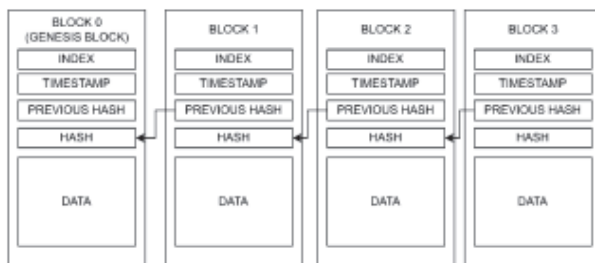 BLOCK 0
(GENESIS BLOCK)
INDEX
TIMESTAMP
PREVIOUS HASH
HASH
DATA
BLOCK 1
INDEX
TIMESTAMP
PREVIOUS HASH
HASH
DATA
BLOCK 2
INDEX
TIMESTAMP
PREVIOUS HASH
HASH
DATA
BLOCK 3
INDEX
TIMESTAMP
PREVIOUS HASH
HASH
DATA